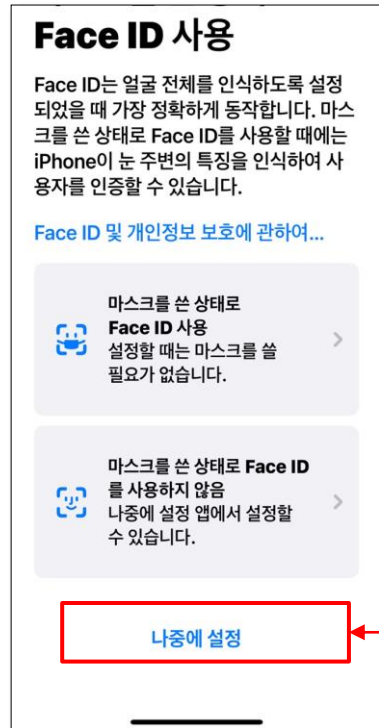 Face ID 사용
Face ID는 얼굴 전체를 인식하도록 설정
되었을 때 가장 정확하게 동작합니다. 마스
크를 쓴 상태로 Face ID를 사용할 때에는
iPhone이 눈 주변의 특징을 인식하여 사
용자를 인증할 수 있습니다.
Face ID 및 개인정보 보호에 관하여...
마스크를 쓴 상태로
Face ID 사용
설정할 때는 마스크를 쓸
필요가 없습니다.
마스크를 쓴 상태로 Face ID
를 사용하지 않음
나중에 설정 앱에서 설정할
수 있습니다.
나중에 설정